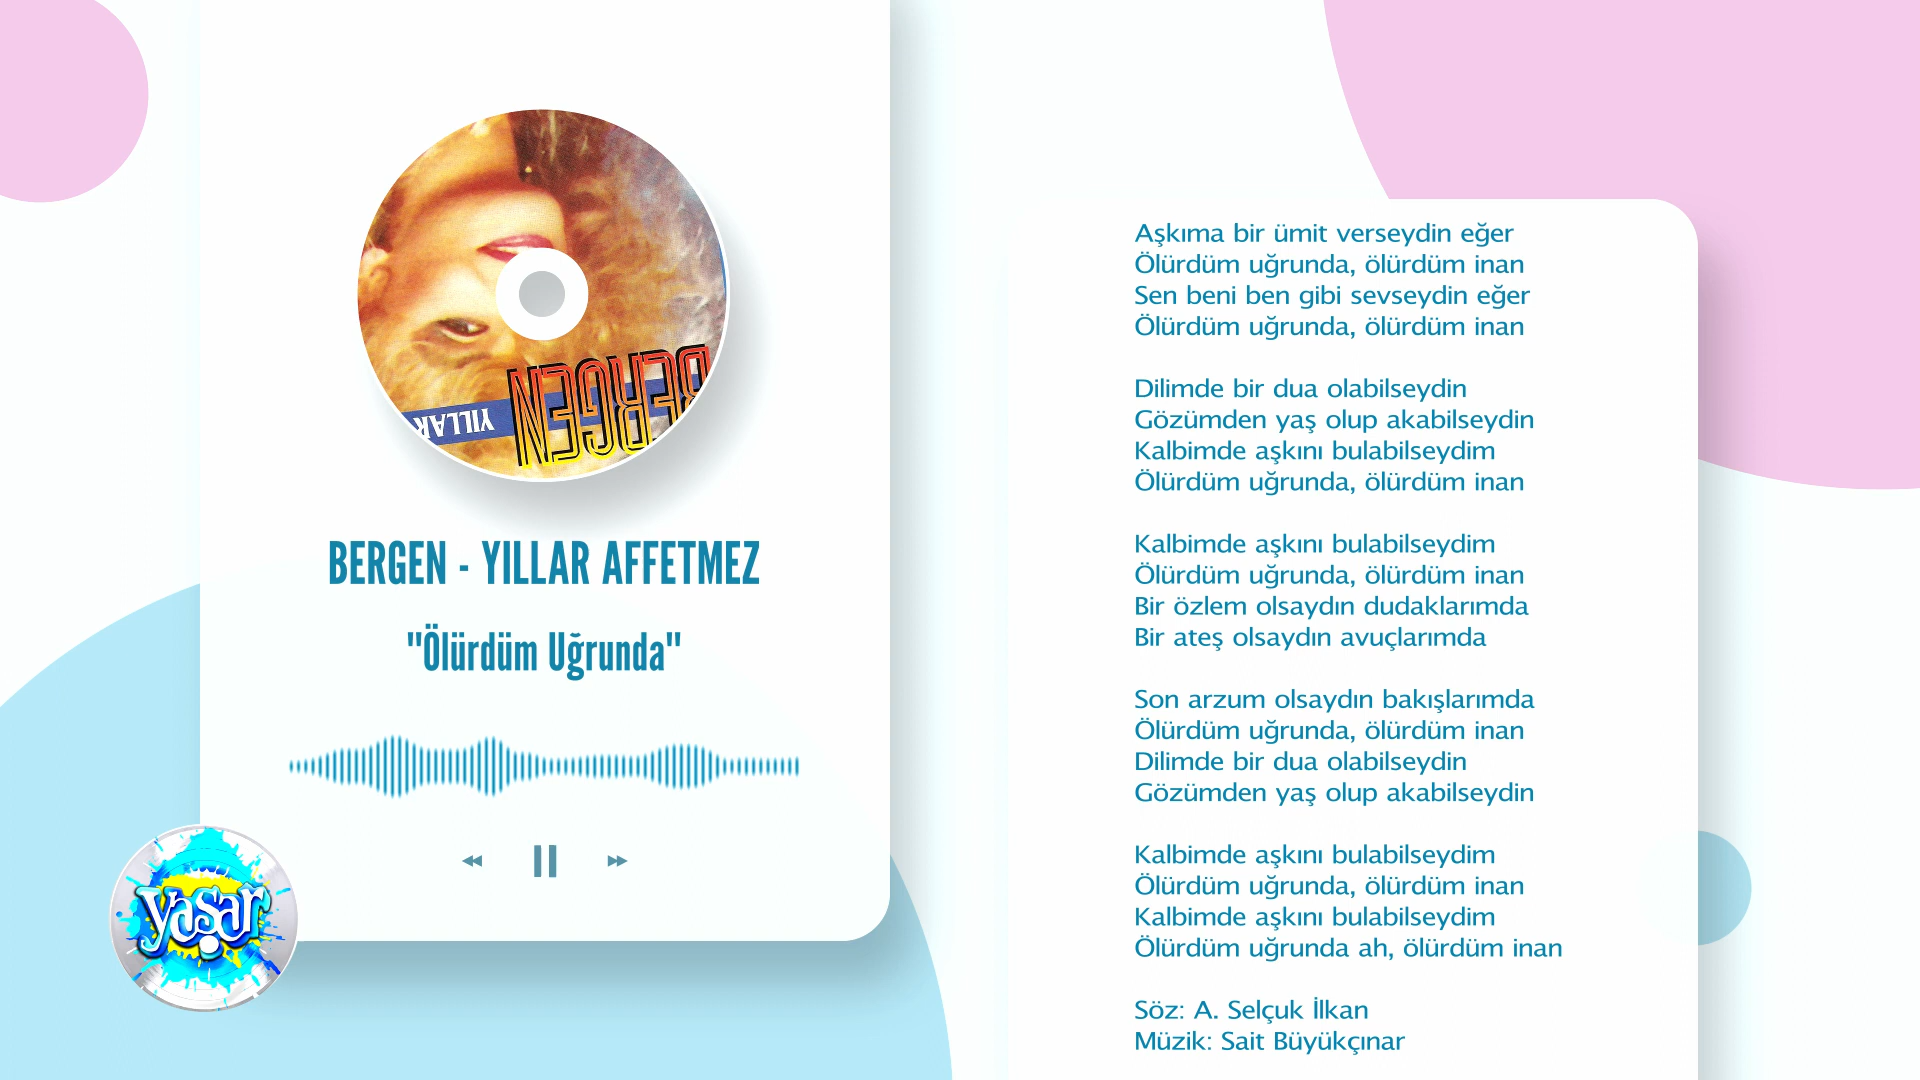 BERGEN
YILLAR
BERGEN - YILLAR AFFETMEZ
"Ölürdüm Uğrunda"
yaşar
Aşkıma bir ümit verseydin eğer
Ölürdüm uğrunda, ölürdüm inan
Sen beni ben gibi sevseydin eğer
Ölürdüm uğrunda, ölürdüm inan
Dilimde bir dua olabilseydin
Gözümden yaş olup akabilseydin
Kalbimde aşkını bulabilseydim
Ölürdüm uğrunda, ölürdüm inan
Kalbimde aşkını bulabilseydim
Ölürdüm uğrunda, ölürdüm inan
Bir özlem olsaydın dudaklarımda
Bir ateş olsaydın avuçlarımda
Son arzum olsaydın bakışlarımda
Ölürdüm uğrunda, ölürdüm inan
Dilimde bir dua olabilseydin
Gözümden yaş olup akabilseydin
Kalbimde aşkını bulabilseydim
Ölürdüm uğrunda, ölürdüm inan
Kalbimde aşkını bulabilseydim
Ölürdüm uğrunda ah, ölürdüm inan
Söz: A. Selçuk İlkan
Müzik: Sait Büyükçınar